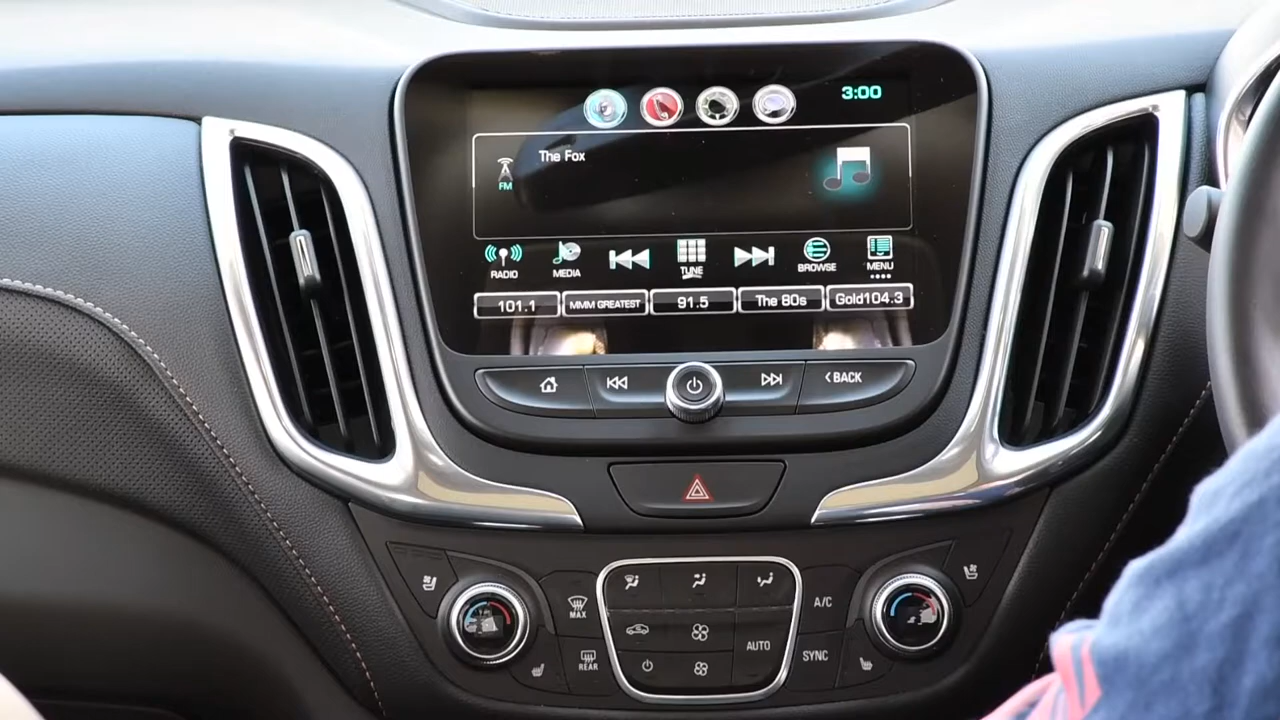 3:00
The Fox
FM
RADIO
MEDIA
TUNE
BROWSE
MENU
101.1
MMM GREATEST
91.5
The 80s
Gold104.3
BACK
MAX
A/C
REAR
AUTO
SYNC